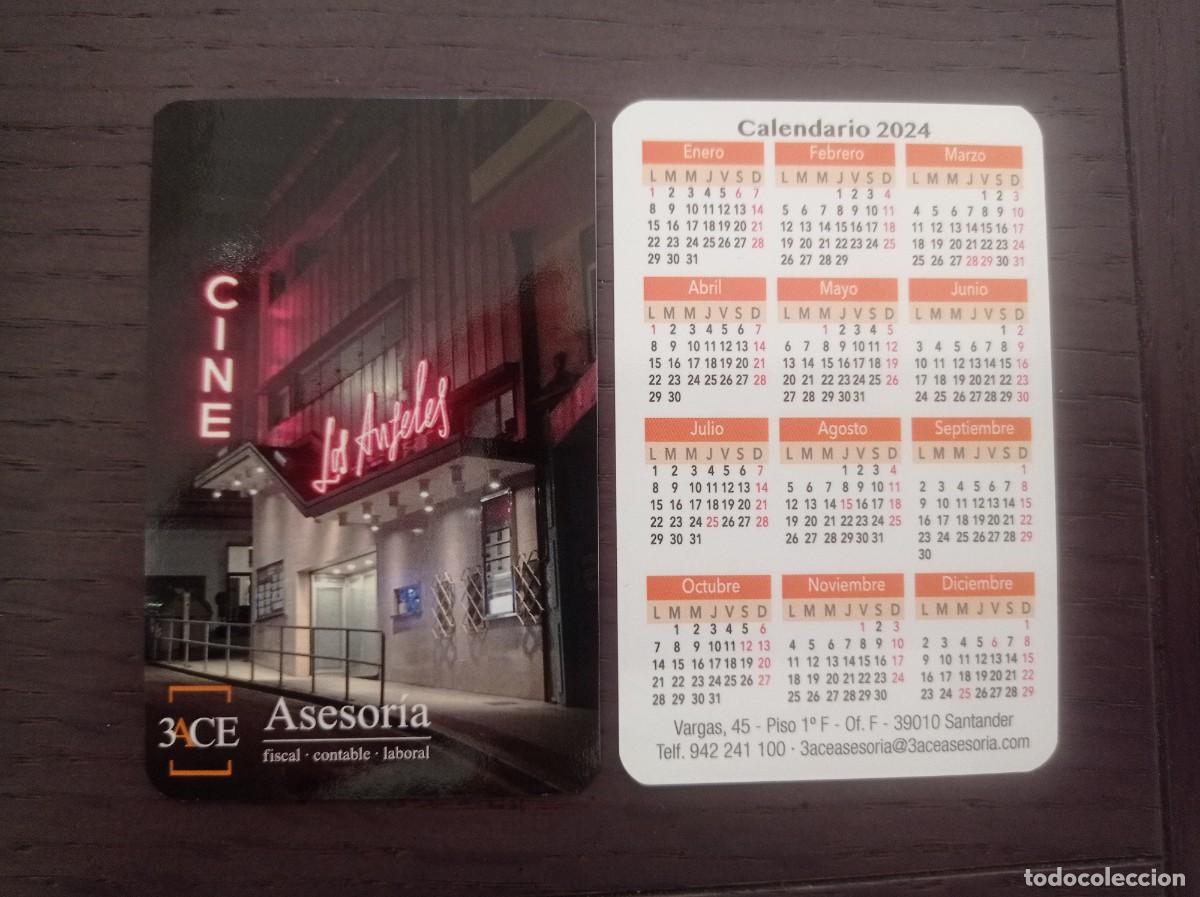 CINE
Los Angeles
3ACE
Asesoría
fiscal · contable · laboral
Calendario 2024
Enero
L M M J V S D
1 2 3 4 5 6 7
8 9 10 11 12 13 14
15 16 17 18 19 20 21
22 23 24 25 26 27 28
29 30 31
Febrero
L M M J V S D
1 2 3 4
5 6 7 8 9 10 11
12 13 14 15 16 17 18
19 20 21 22 23 24 25
26 27 28 29
Marzo
L M M J V S D
1 2 3
4 5 6 7 8 9 10
11 12 13 14 15 16 17
18 19 20 21 22 23 24
25 26 27 28 29 30 31
Abril
L M M J V S D
1 2 3 4 5 6 7
8 9 10 11 12 13 14
15 16 17 18 19 20 21
22 23 24 25 26 27 28
29 30
Mayo
L M M J V S D
1 2 3 4 5
6 7 8 9 10 11 12
13 14 15 16 17 18 19
20 21 22 23 24 25 26
27 28 29 30 31
Junio
L M M J V S D
1 2
3 4 5 6 7 8 9
10 11 12 13 14 15 16
17 18 19 20 21 22 23
24 25 26 27 28 29 30
Julio
L M M J V S D
1 2 3 4 5 6 7
8 9 10 11 12 13 14
15 16 17 18 19 20 21
22 23 24 25 26 27 28
29 30 31
Agosto
L M M J V S D
1 2 3 4
5 6 7 8 9 10 11
12 13 14 15 16 17 18
19 20 21 22 23 24 25
26 27 28 29 30 31
Septiembre
L M M J V S D
1
2 3 4 5 6 7 8
9 10 11 12 13 14 15
16 17 18 19 20 21 22
23 24 25 26 27 28 29
30
Octubre
L M M J V S D
1 2 3 4 5 6
7 8 9 10 11 12 13
14 15 16 17 18 19 20
21 22 23 24 25 26 27
28 29 30 31
Noviembre
L M M J V S D
1 2 3
4 5 6 7 8 9 10
11 12 13 14 15 16 17
18 19 20 21 22 23 24
25 26 27 28 29 30
Diciembre
L M M J V S D
1
2 3 4 5 6 7 8
9 10 11 12 13 14 15
16 17 18 19 20 21 22
23 24 25 26 27 28 29
Vargas, 45 - Piso 1º F - Of. F - 39010 Santander
Telf. 942 241 100 · 3aceasesoria@3aceasesoria.com
todocoleccion